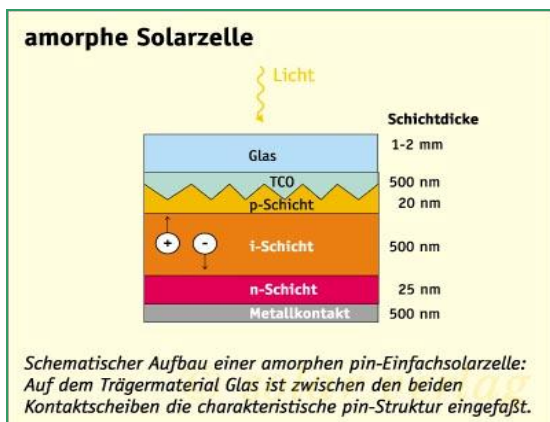 amorphe Solarzelle
Licht
Schichtdicke
Glas 1-2 mm
TCO 500 nm
p-Schicht 20 nm
+ - i-Schicht 500 nm
n-Schicht 25 nm
Metallkontakt 500 nm
Schematischer Aufbau einer amorphen pin-Einfachsolarzelle:
Auf dem Trägermaterial Glas ist zwischen den beiden
Kontaktscheiben die charakteristische pin-Struktur eingefaßt.